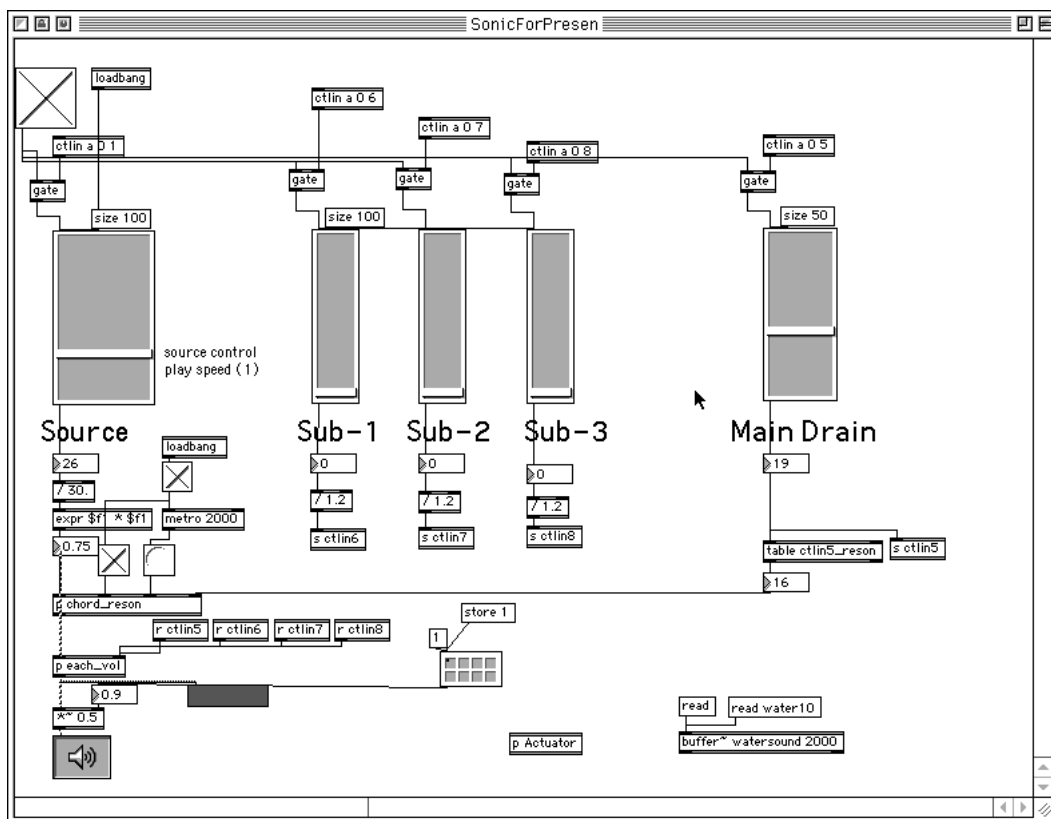 SonicForPresen
loadbang
ctlin a 0 6
ctlin a 0 7
ctlin a 0 1
ctlin a 0 8
ctlin a 0 5
gate
gate
gate
gate
gate
size 100
size 100
size 50
source control
play speed (1)
Source
Sub-1
Sub-2
Sub-3
Main Drain
loadbang
26
0
0
0
19
/ 30.
/ 1.2
/ 1.2
/ 1.2
expr $f1 * $f1
metro 2000
s ctlin6
s ctlin7
s ctlin8
0.75
table ctlin5_reson
s ctlin5
16
p chord_reson
store 1
r ctlin5
r ctlin6
r ctlin7
r ctlin8
1
p each_vol
0.9
*~ 0.5
read
read water10
p Actuator
buffer~ watersound 2000